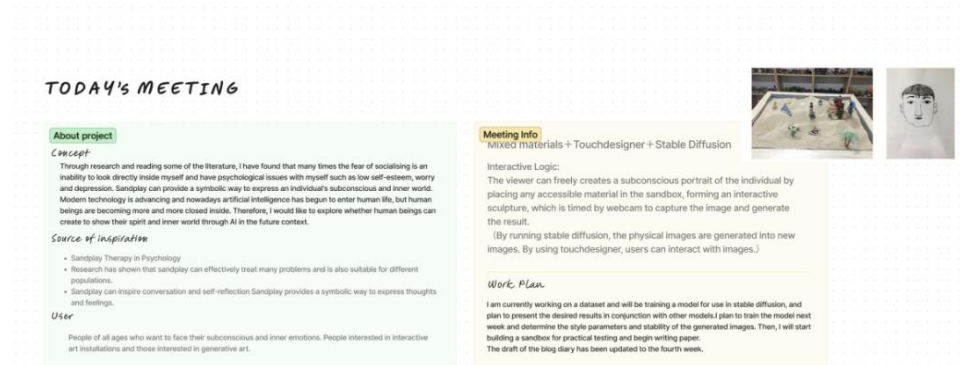 TODAY'S MEETING
About project
Concept
Through research and reading some of the literature, I have found that many times the fear of socialising is an
inability to look directly inside myself and have psychological issues with myself such as low self-esteem, worry
and depression. Sandplay can provide a symbolic way to express an individual's subconscious and inner world.
Modern technology is advancing and nowadays artificial intelligence has begun to enter human life, but human
beings are becoming more and more closed inside. Therefore, I would like to explore whether human beings can
create to show their spirit and inner world through AI in the future context.
Source of inspiration
• Sandplay Therapy in Psychology
• Research has shown that sandplay can effectively treat many problems and is also suitable for different
populations.
• Sandplay can inspire conversation and self-reflection Sandplay provides a symbolic way to express thoughts
and feelings.
User
People of all ages who want to face their subconscious and inner emotions. People interested in interactive
art installations and those interested in generative art.
Meeting Info
Mixed materials＋Touchdesigner＋Stable Diffusion
Interactive Logic:
The viewer can freely creates a subconscious portrait of the individual by
placing any accessible material in the sandbox, forming an interactive
sculpture, which is timed by webcam to capture the image and generate
the result.
（By running stable diffusion, the physical images are generated into new
images. By using touchdesigner, users can interact with images.）
Work Plan
I am currently working on a dataset and will be training a model for use in stable diffusion, and
plan to present the desired results in conjunction with other models.I plan to train the model next
week and determine the style parameters and stability of the generated images. Then, I will start
building a sandbox for practical testing and begin writing paper.
The draft of the blog diary has been updated to the fourth week.